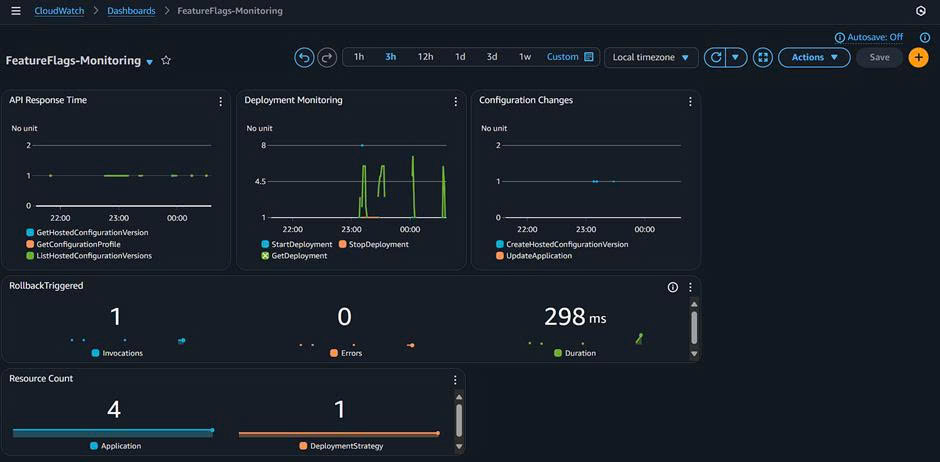 CloudWatch > Dashboards > FeatureFlags-Monitoring
Autosave: Off
FeatureFlags-Monitoring
1h 3h 12h 1d 3d 1w Custom Local timezone Actions Save
API Response Time
No unit
2
1
0
22:00 23:00 00:00
GetHostedConfigurationVersion
GetConfigurationProfile
ListHostedConfigurationVersions
Deployment Monitoring
No unit
8
4.5
1
22:00 23:00 00:00
StartDeployment StopDeployment
GetDeployment
Configuration Changes
No unit
2
1
0
22:00 23:00 00:00
CreateHostedConfigurationVersion
UpdateApplication
RollbackTriggered
1 0 298 ms
Invocations Errors Duration
Resource Count
4 1
Application DeploymentStrategy